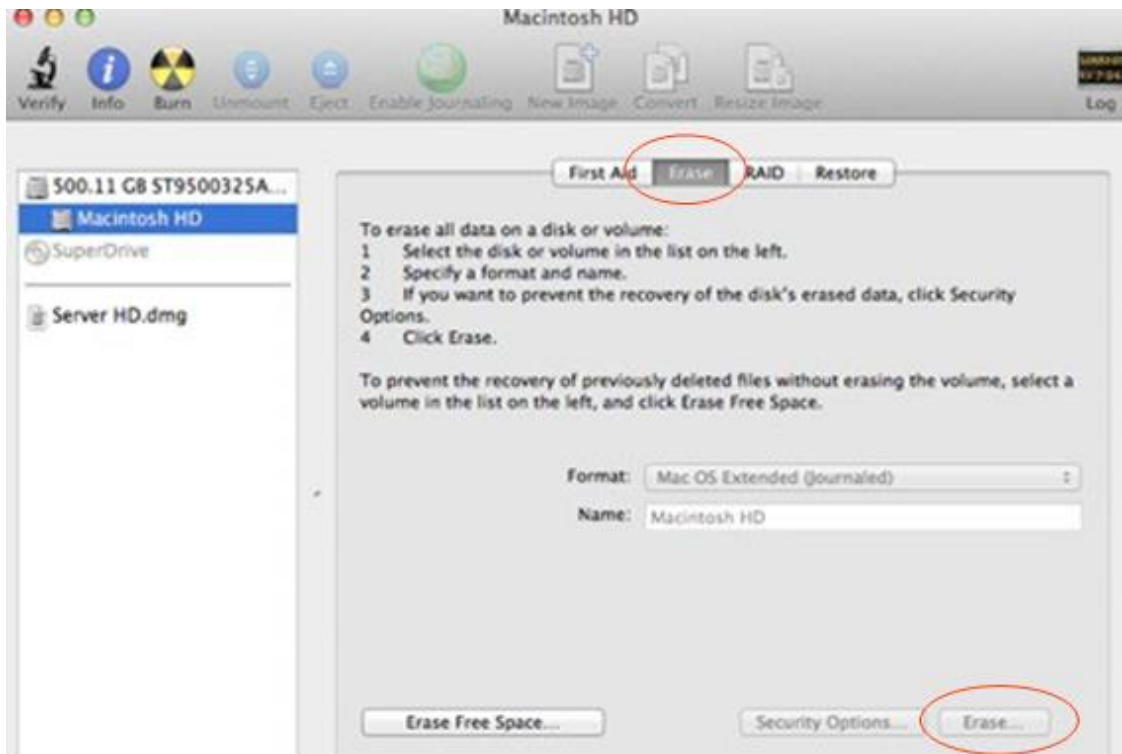 Macintosh HD
Verify Info Burn Unmount Eject Enable Journaling New Image Convert Resize Image Log
First Aid Erase RAID Restore
500.11 GB ST9500325A...
Macintosh HD
SuperDrive
Server HD.dmg
To erase all data on a disk or volume:
1 Select the disk or volume in the list on the left.
2 Specify a format and name.
3 If you want to prevent the recovery of the disk's erased data, click Security
Options.
4 Click Erase.
To prevent the recovery of previously deleted files without erasing the volume, select a
volume in the list on the left, and click Erase Free Space.
Format: Mac OS Extended (Journaled)
Name: Macintosh HD
Erase Free Space... Security Options... Erase...